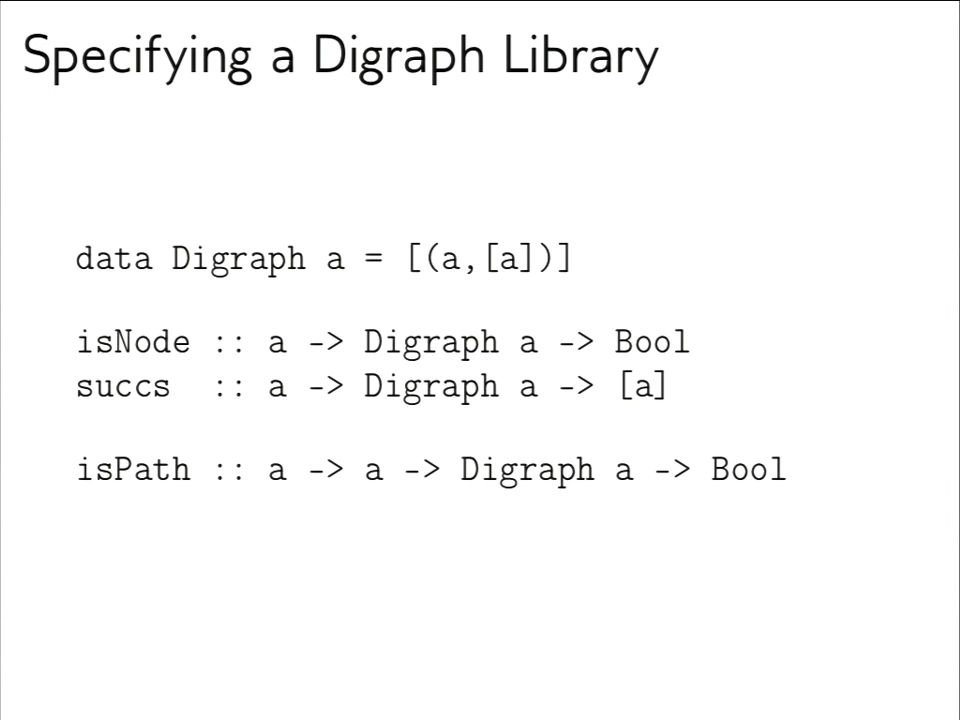 Specifying a Digraph Library
data Digraph a = [(a,[a])]
isNode :: a -> Digraph a -> Bool
succs  :: a -> Digraph a -> [a]
isPath :: a -> a -> Digraph a -> Bool